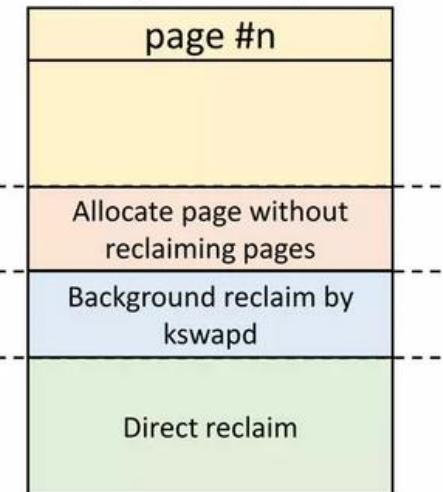 page #n
Allocate page without
reclaiming pages
Background reclaim by
kswapd
Direct reclaim